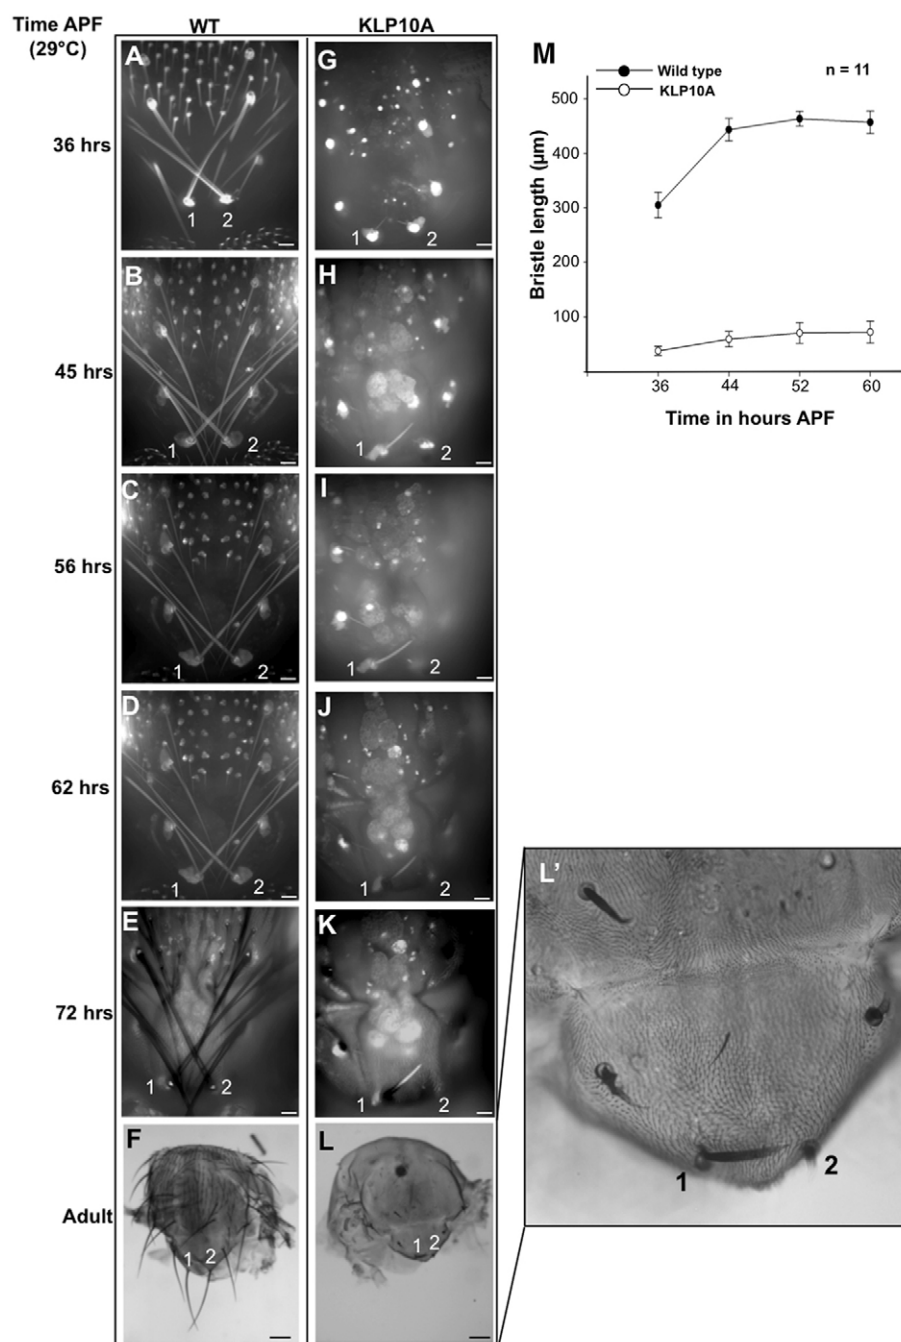 Time APF
(29°C)
WT
KLP10A
36 hrs
A
1 2
G
1 2
45 hrs
B
1 2
H
1 2
56 hrs
C
1 2
I
1 2
62 hrs
D
1 2
J
1 2
72 hrs
E
1 2
K
1 2
Adult
F
1 2
L
1 2
M
Wild type
KLP10A
n = 11
Bristle length (μm)
500
400
300
200
100
36 44 52 60
Time in hours APF
L'
1 2